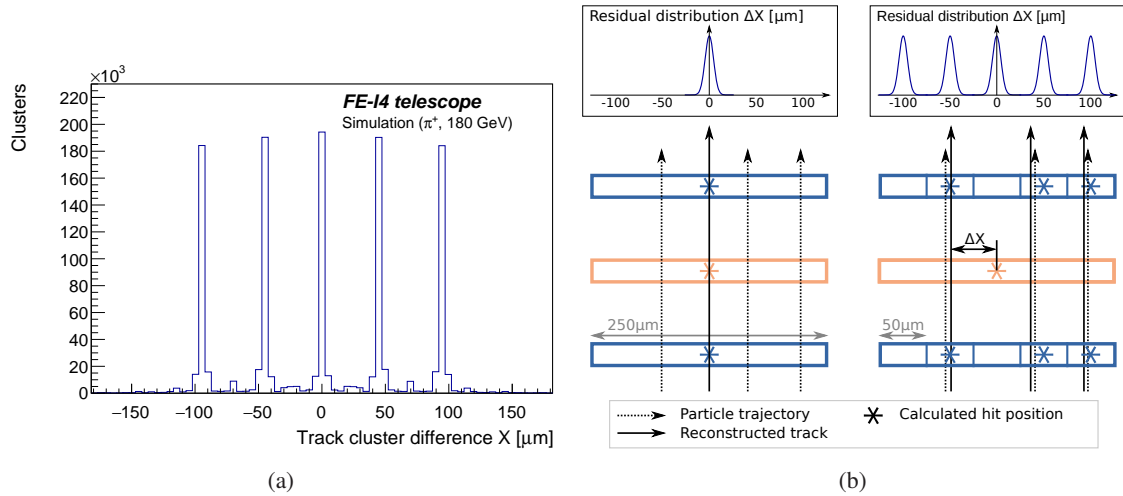 ×10³
Clusters
220
200
180
160
140
120
100
80
60
40
20
0
FE-I4 telescope
Simulation (π⁺, 180 GeV)
−150 −100 −50 0 50 100 150
Track cluster difference X [μm]
(a)
Residual distribution ΔX [μm]
-100 -50 0 50 100
Residual distribution ΔX [μm]
-100 -50 0 50 100
ΔX
250μm
50μm
Particle trajectory
Calculated hit position
Reconstructed track
(b)